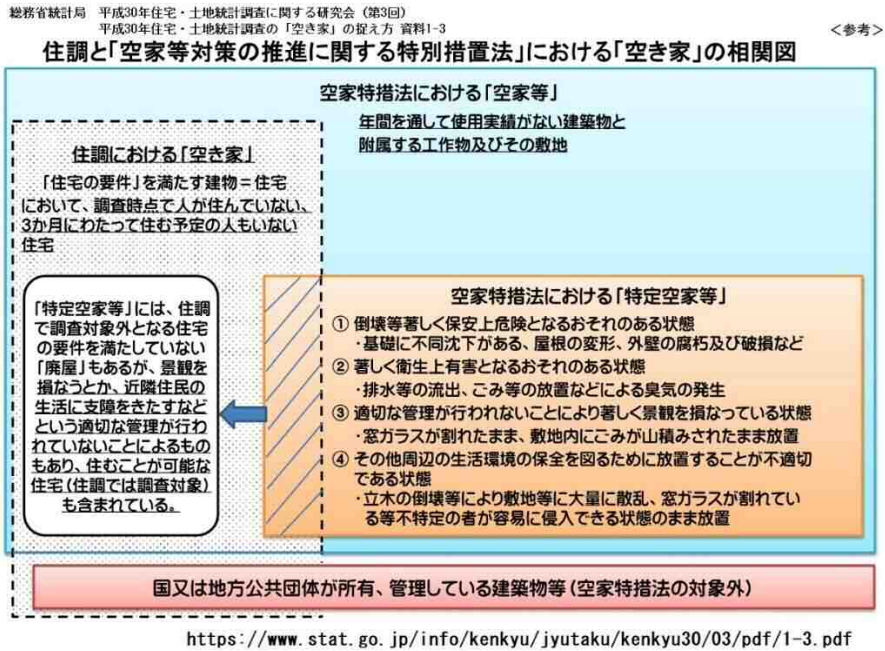 総務省統計局　平成30年住宅・土地統計調査に関する研究会（第3回）
平成30年住宅・土地統計調査の「空き家」の捉え方 資料1-3
住調と「空家等対策の推進に関する特別措置法」における「空き家」の相関図
＜参考＞
空家特措法における「空家等」
年間を通して使用実績がない建築物と
附属する工作物及びその敷地
住調における「空き家」
「住宅の要件」を満たす建物＝住宅
において、調査時点で人が住んでいない、
3か月にわたって住む予定の人もいない
住宅
「特定空家等」には、住調
で調査対象外となる住宅
の要件を満たしていない
「廃屋」もあるが、景観を
損なうとか、近隣住民の
生活に支障をきたすなど
という適切な管理が行わ
れていないことによるもの
もあり、住むことが可能な
住宅（住調では調査対象）
も含まれている。
空家特措法における「特定空家等」
① 倒壊等著しく保安上危険となるおそれのある状態
・基礎に不同沈下がある、屋根の変形、外壁の腐朽及び破損など
② 著しく衛生上有害となるおそれのある状態
・排水等の流出、ごみ等の放置などによる臭気の発生
③ 適切な管理が行われないことにより著しく景観を損なっている状態
・窓ガラスが割れたまま、敷地内にごみが山積みされたまま放置
④ その他周辺の生活環境の保全を図るために放置することが不適切
である状態
・立木の倒壊等により敷地等に大量に散乱、窓ガラスが割れてい
る等不特定の者が容易に侵入できる状態のまま放置
国又は地方公共団体が所有、管理している建築物等（空家特措法の対象外）
https://www.stat.go.jp/info/kenkyu/jyutaku/kenkyu30/03/pdf/1-3.pdf